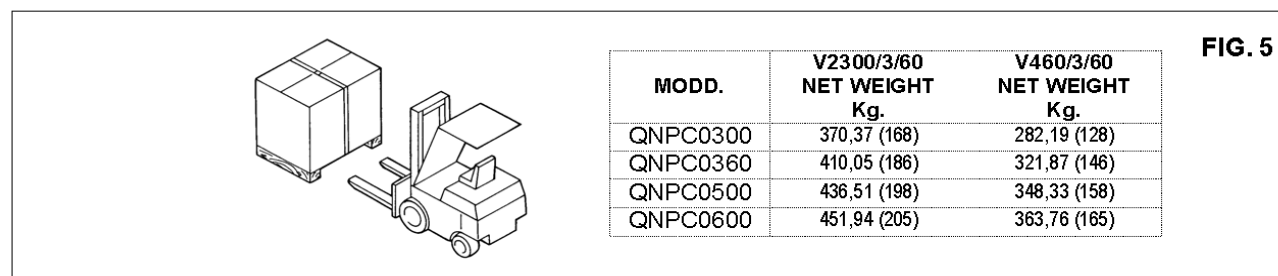 FIG. 5
MODD. V2300/3/60 NET WEIGHT Kg. V460/3/60 NET WEIGHT Kg.
QNPC0300 370,37 (168) 282,19 (128)
QNPC0360 410,05 (186) 321,87 (146)
QNPC0500 436,51 (198) 348,33 (158)
QNPC0600 451,94 (205) 363,76 (165)